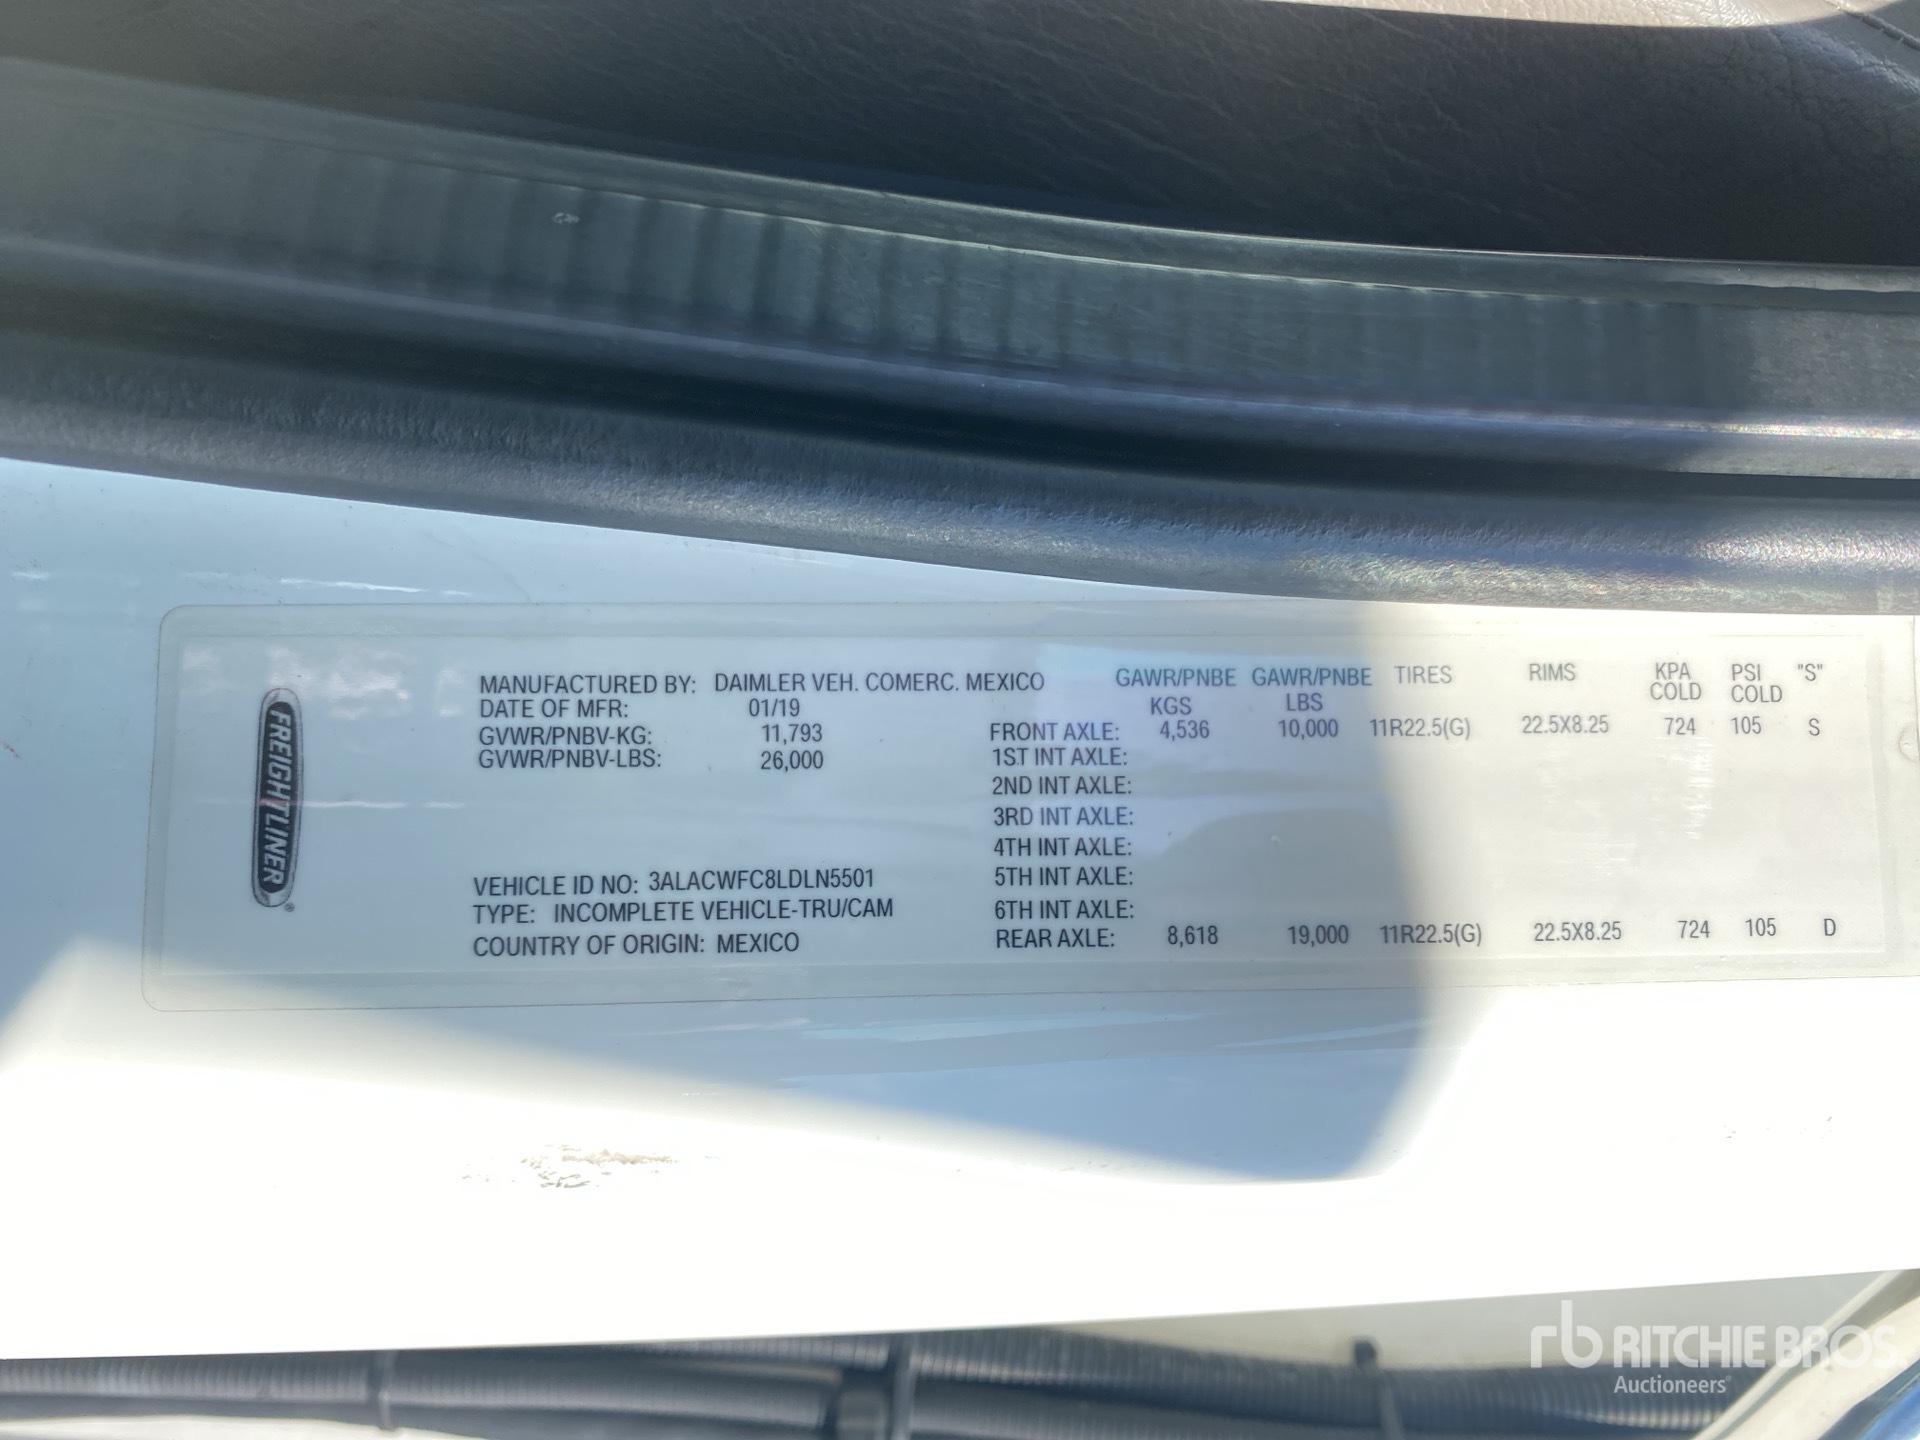 FREIGHTLINER®
MANUFACTURED BY: DAIMLER VEH. COMERC. MEXICO
DATE OF MFR: 01/19
GVWR/PNBV-KG: 11,793
GVWR/PNBV-LBS: 26,000
VEHICLE ID NO: 3ALACWFC8LDLN5501
TYPE: INCOMPLETE VEHICLE-TRU/CAM
COUNTRY OF ORIGIN: MEXICO
GAWR/PNBE GAWR/PNBE TIRES RIMS KPA PSI "S"
KGS LBS COLD COLD
FRONT AXLE: 4,536 10,000 11R22.5(G) 22.5X8.25 724 105 S
1ST INT AXLE:
2ND INT AXLE:
3RD INT AXLE:
4TH INT AXLE:
5TH INT AXLE:
6TH INT AXLE:
REAR AXLE: 8,618 19,000 11R22.5(G) 22.5X8.25 724 105 D
rb RITCHIE BROS.
Auctioneers®